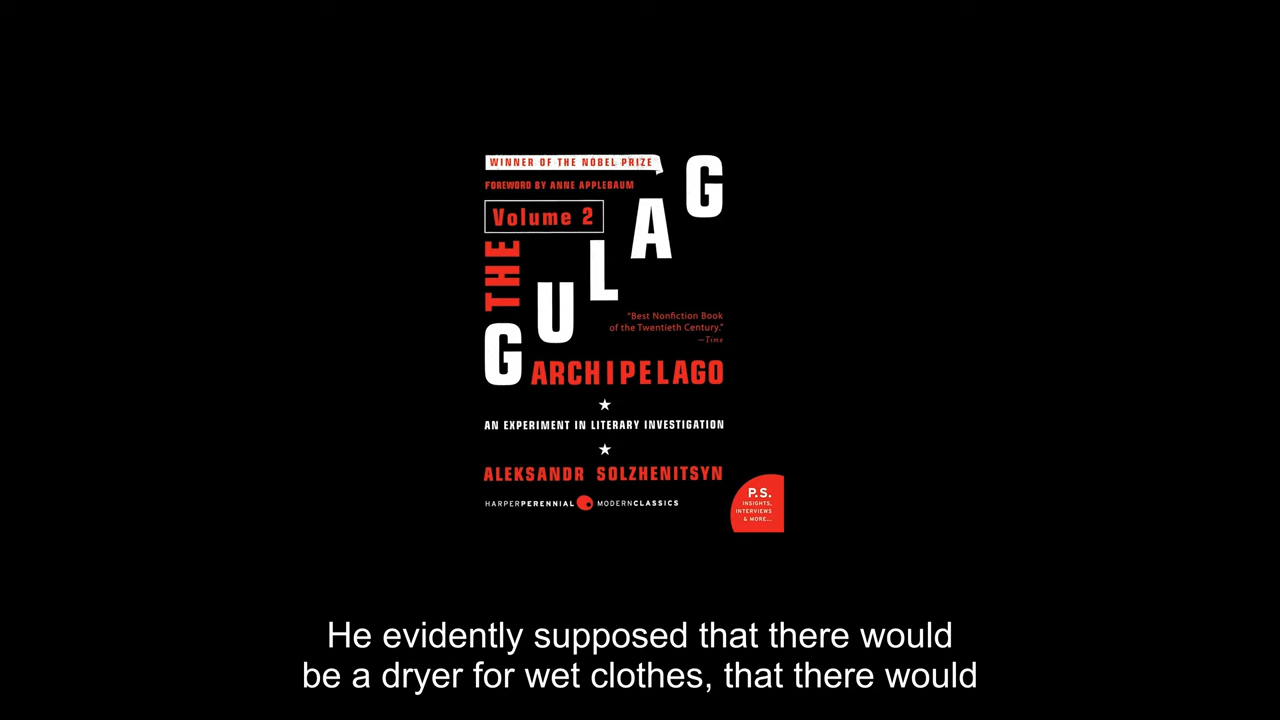 WINNER OF THE NOBEL PRIZE
FOREWORD BY ANNE APPLEBAUM
Volume 2
THE
GULAG
"Best Nonfiction Book
of the Twentieth Century."
—Time
ARCHIPELAGO
AN EXPERIMENT IN LITERARY INVESTIGATION
ALEKSANDR SOLZHENITSYN
HARPERPERENNIAL MODERNCLASSICS
P.S.
INSIGHTS,
INTERVIEWS
& MORE...
He evidently supposed that there would
be a dryer for wet clothes, that there would